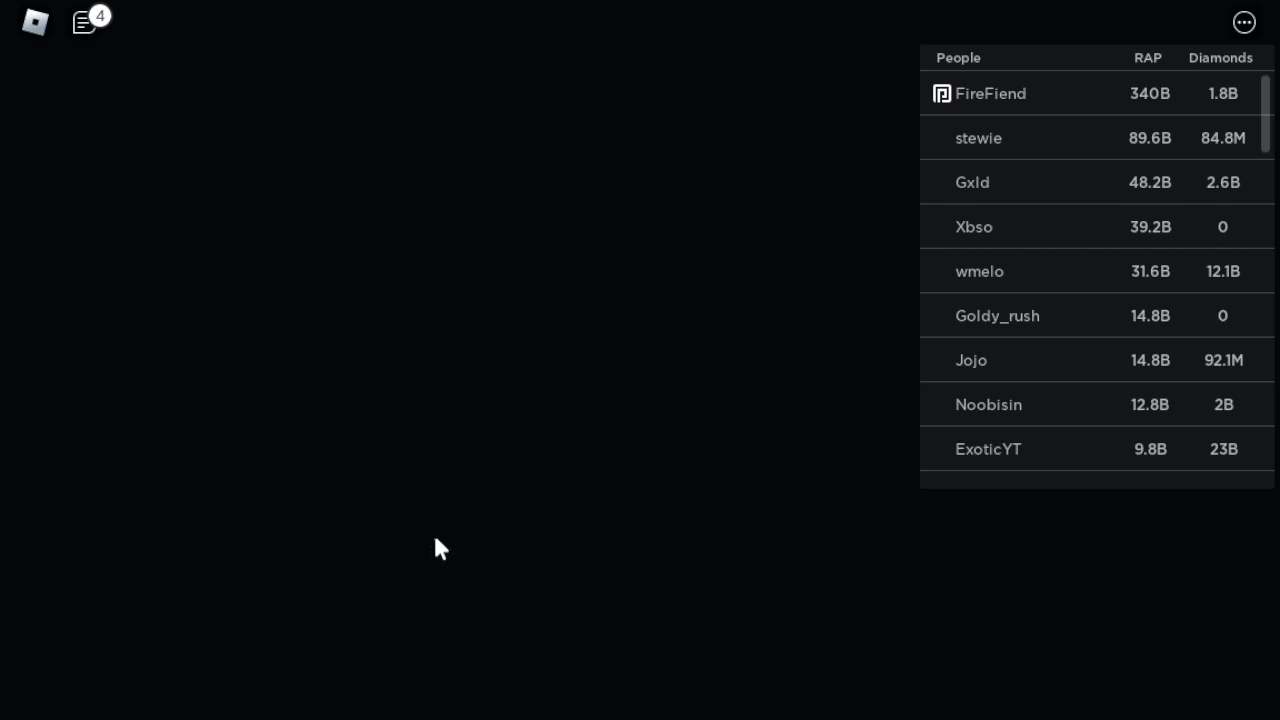 4
People RAP Diamonds
FireFiend 340B 1.8B
stewie 89.6B 84.8M
Gxld 48.2B 2.6B
Xbso 39.2B 0
wmelo 31.6B 12.1B
Goldy_rush 14.8B 0
Jojo 14.8B 92.1M
Noobisin 12.8B 2B
ExoticYT 9.8B 23B